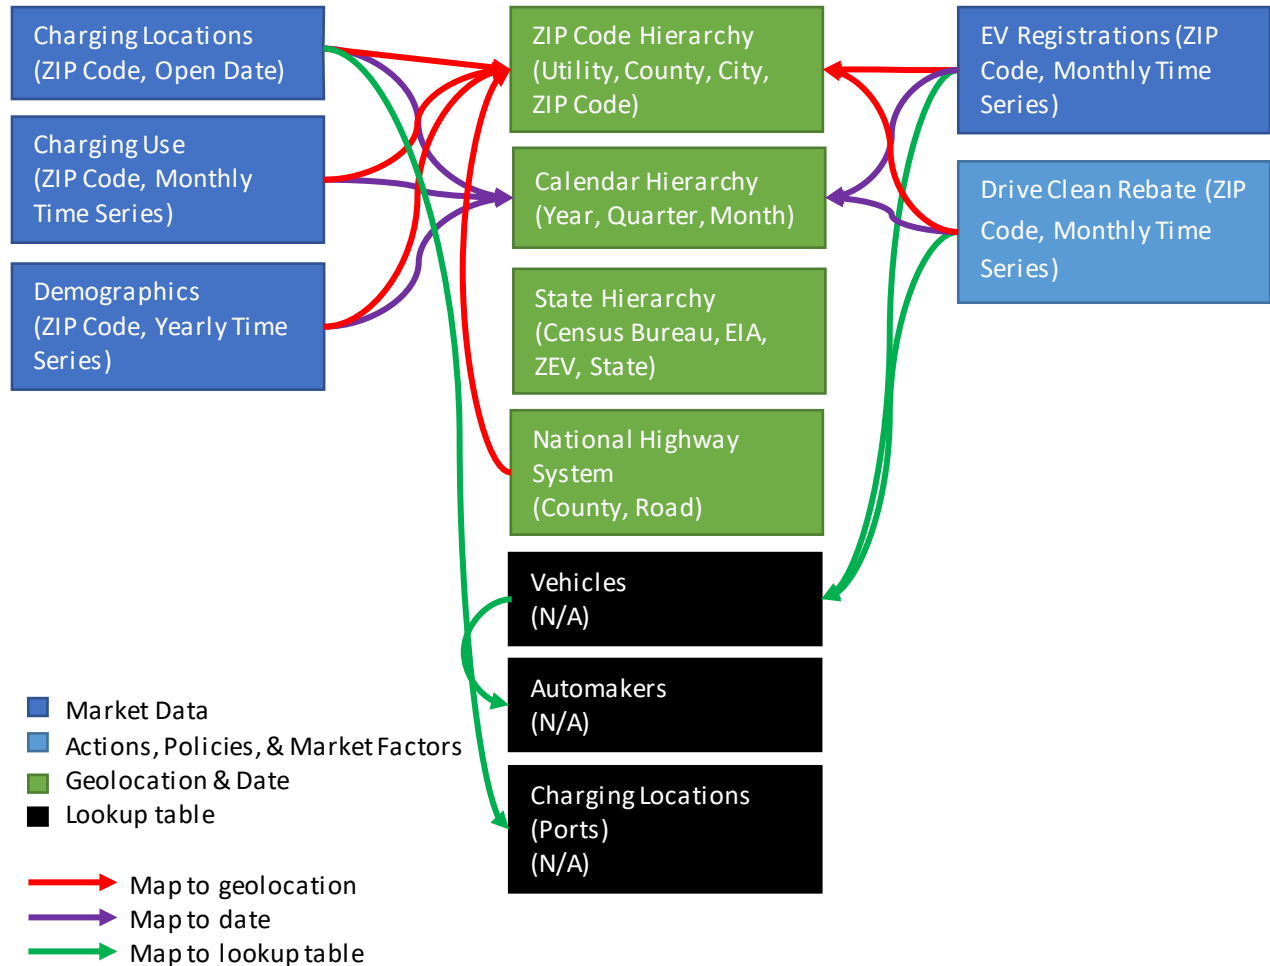 Charging Locations
(ZIP Code, Open Date)
Charging Use
(ZIP Code, Monthly
Time Series)
Demographics
(ZIP Code, Yearly Time
Series)
ZIP Code Hierarchy
(Utility, County, City,
ZIP Code)
Calendar Hierarchy
(Year, Quarter, Month)
State Hierarchy
(Census Bureau, EIA,
ZEV, State)
National Highway
System
(County, Road)
Vehicles
(N/A)
Automakers
(N/A)
Charging Locations
(Ports)
(N/A)
EV Registrations (ZIP
Code, Monthly Time
Series)
Drive Clean Rebate (ZIP
Code, Monthly Time
Series)
Market Data
Actions, Policies, & Market Factors
Geolocation & Date
Lookup table
Map to geolocation
Map to date
Map to lookup table